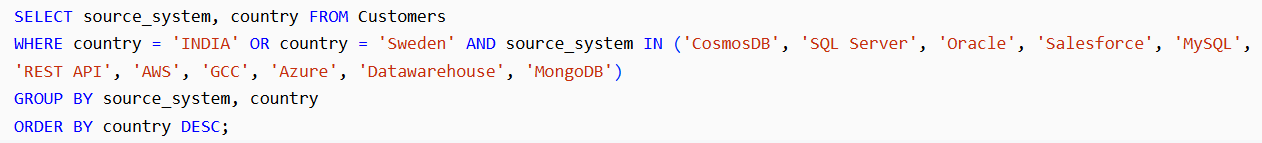 SELECT source_system, country FROM Customers
WHERE country = 'INDIA' OR country = 'Sweden' AND source_system IN ('CosmosDB', 'SQL Server', 'Oracle', 'Salesforce', 'MySQL',
'REST API', 'AWS', 'GCC', 'Azure', 'Datawarehouse', 'MongoDB')
GROUP BY source_system, country
ORDER BY country DESC;